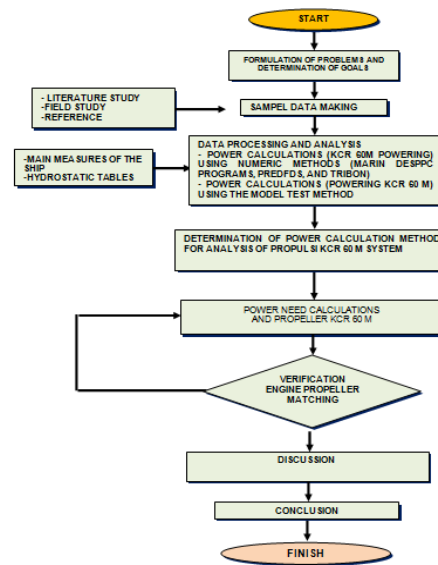 START
FORMULATION OF PROBLEMS AND
DETERMINATION OF GOALS
- LITERATURE STUDY
- FIELD STUDY
- REFERENCE
SAMPEL DATA MAKING
- MAIN MEASURES OF THE
SHIP
- HYDROSTATIC TABLES
DATA PROCESSING AND ANALYSIS
- POWER CALCULATIONS (KCR 60M POWERING)
USING NUMERIC METHODS (MARIN DESPPC
PROGRAMS, PREDFDS, AND TRIBON)
- POWER CALCULATIONS (POWERING KCR 60 M)
USING THE MODEL TEST METHOD
DETERMINATION OF POWER CALCULATION METHOD
FOR ANALYSIS OF PROPULSI KCR 60 M SYSTEM
POWER NEED CALCULATIONS
AND PROPELLER KCR 60 M
VERIFICATION
ENGINE PROPELLER
MATCHING
DISCUSSION
CONCLUSION
FINISH